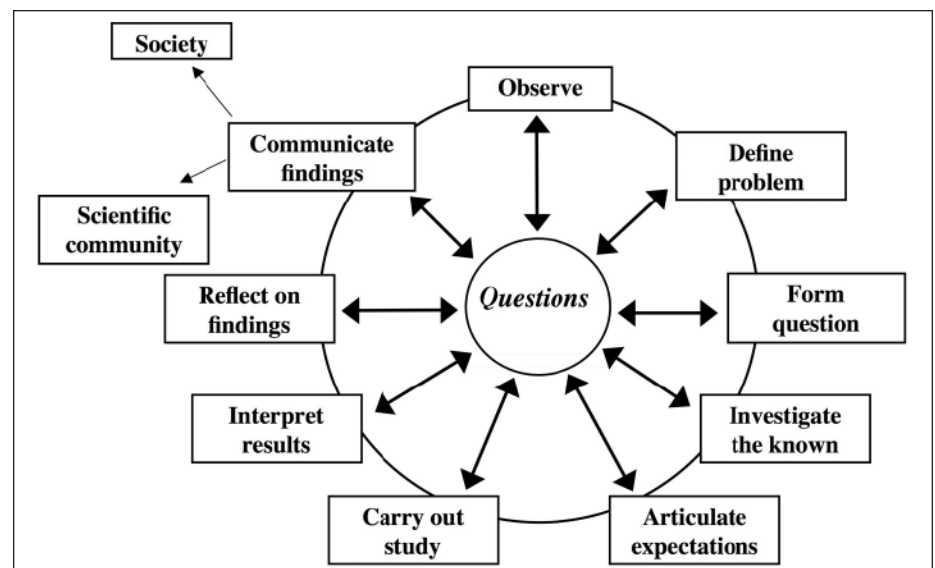 Society
Observe
Communicate
findings
Define
problem
Scientific
community
Reflect on
findings
Questions
Form
question
Interpret
results
Investigate
the known
Carry out
study
Articulate
expectations